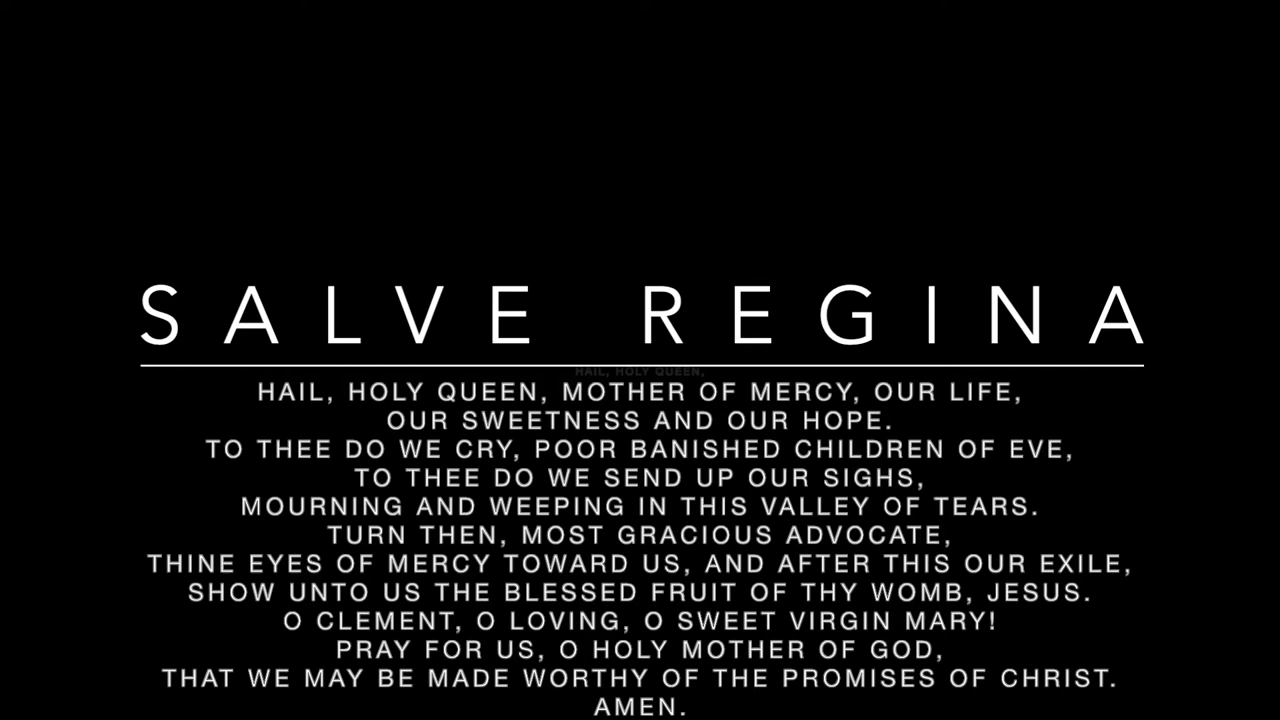 SALVE REGINA
HAIL, HOLY QUEEN,
HAIL, HOLY QUEEN, MOTHER OF MERCY, OUR LIFE,
OUR SWEETNESS AND OUR HOPE.
TO THEE DO WE CRY, POOR BANISHED CHILDREN OF EVE,
TO THEE DO WE SEND UP OUR SIGHS,
MOURNING AND WEEPING IN THIS VALLEY OF TEARS.
TURN THEN, MOST GRACIOUS ADVOCATE,
THINE EYES OF MERCY TOWARD US, AND AFTER THIS OUR EXILE,
SHOW UNTO US THE BLESSED FRUIT OF THY WOMB, JESUS.
O CLEMENT, O LOVING, O SWEET VIRGIN MARY!
PRAY FOR US, O HOLY MOTHER OF GOD,
THAT WE MAY BE MADE WORTHY OF THE PROMISES OF CHRIST.
AMEN.